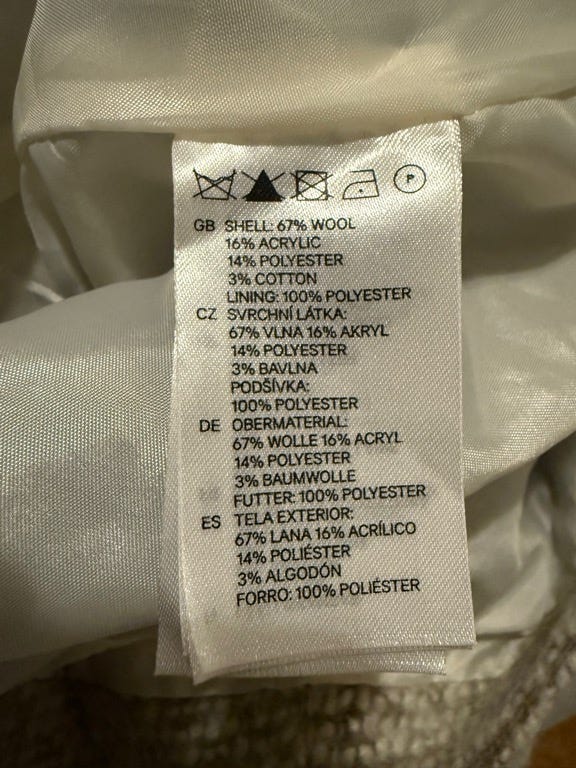 P
GB SHELL: 67% WOOL
16% ACRYLIC
14% POLYESTER
3% COTTON
LINING: 100% POLYESTER
CZ SVRCHNÍ LÁTKA:
67% VLNA 16% AKRYL
14% POLYESTER
3% BAVLNA
PODŠÍVKA:
100% POLYESTER
DE OBERMATERIAL:
67% WOLLE 16% ACRYL
14% POLYESTER
3% BAUMWOLLE
FUTTER: 100% POLYESTER
ES TELA EXTERIOR:
67% LANA 16% ACRÍLICO
14% POLIÉSTER
3% ALGODÓN
FORRO: 100% POLIÉSTER